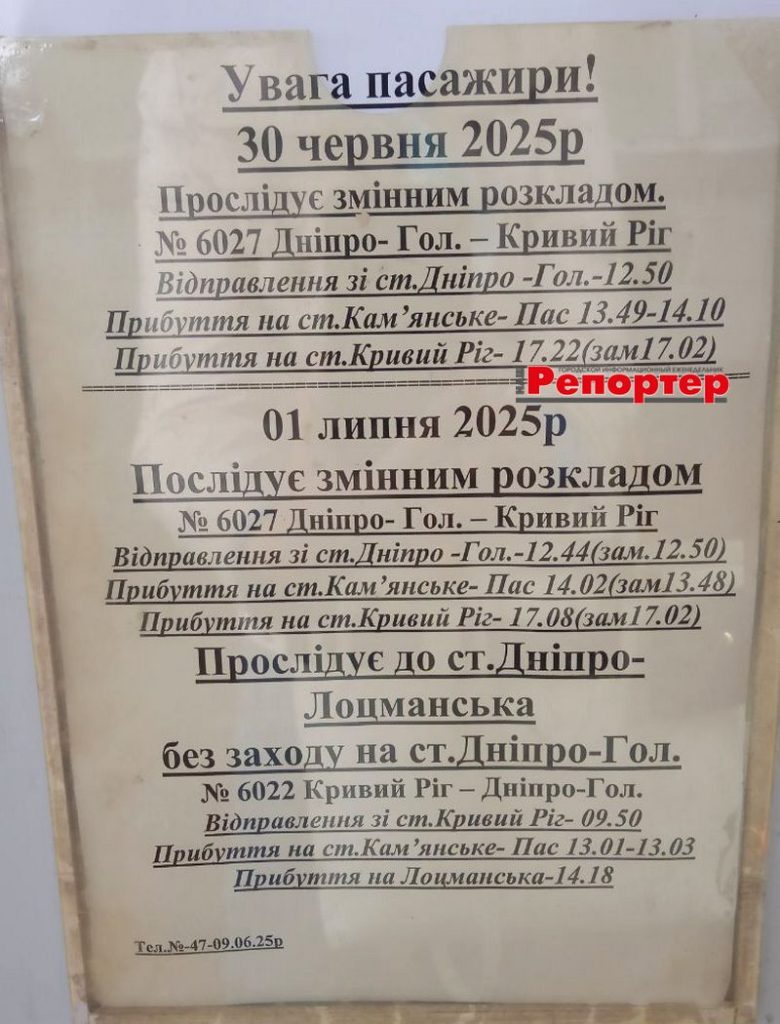 Увага пасажири!
30 червня 2025р
Прослідує змінним розкладом.
№ 6027 Дніпро- Гол. – Кривий Ріг
Відправлення зі ст.Дніпро -Гол.-12.50
Прибуття на ст.Кам’янське- Пас 13.49-14.10
Прибуття на ст.Кривий Ріг- 17.22(зам17.02)
НАШ ГОРОДСКОЙ ИНФОРМАЦИОННЫЙ ЕЖЕНЕДЕЛЬНИК
Репортер
01 липня 2025р
Послідує змінним розкладом
№ 6027 Дніпро- Гол. – Кривий Ріг
Відправлення зі ст.Дніпро -Гол.-12.44(зам.12.50)
Прибуття на ст.Кам’янське- Пас 14.02(зам13.48)
Прибуття на ст.Кривий Ріг- 17.08(зам17.02)
Прослідує до ст.Дніпро-
Лоцманська
без заходу на ст.Дніпро-Гол.
№ 6022 Кривий Ріг – Дніпро-Гол.
Відправлення зі ст.Кривий Ріг- 09.50
Прибуття на ст.Кам’янське- Пас 13.01-13.03
Прибуття на Лоцманська-14.18
Тел.№-47-09.06.25р